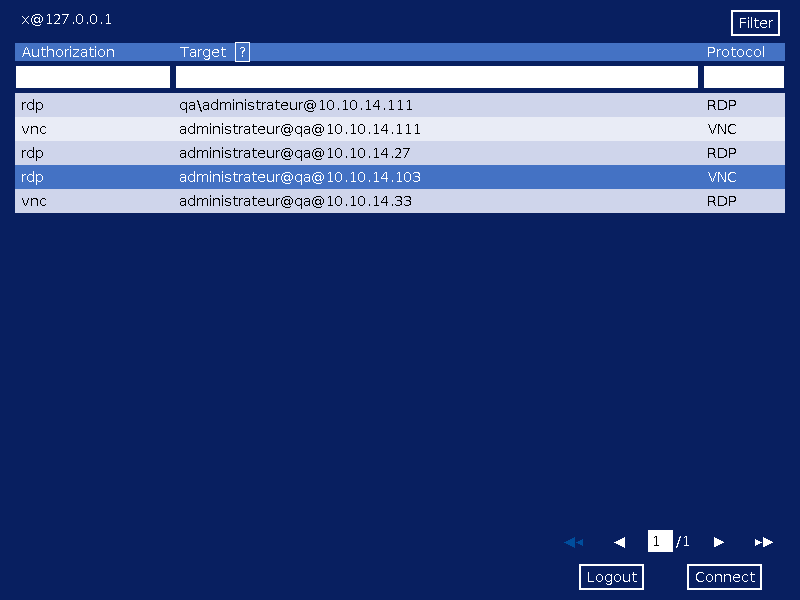 x@127.0.0.1
Filter
Authorization Target ? Protocol
rdp qa\administrateur@10.10.14.111 RDP
vnc administrateur@qa@10.10.14.111 VNC
rdp administrateur@qa@10.10.14.27 RDP
rdp administrateur@qa@10.10.14.103 VNC
vnc administrateur@qa@10.10.14.33 RDP
1 /1
Logout Connect